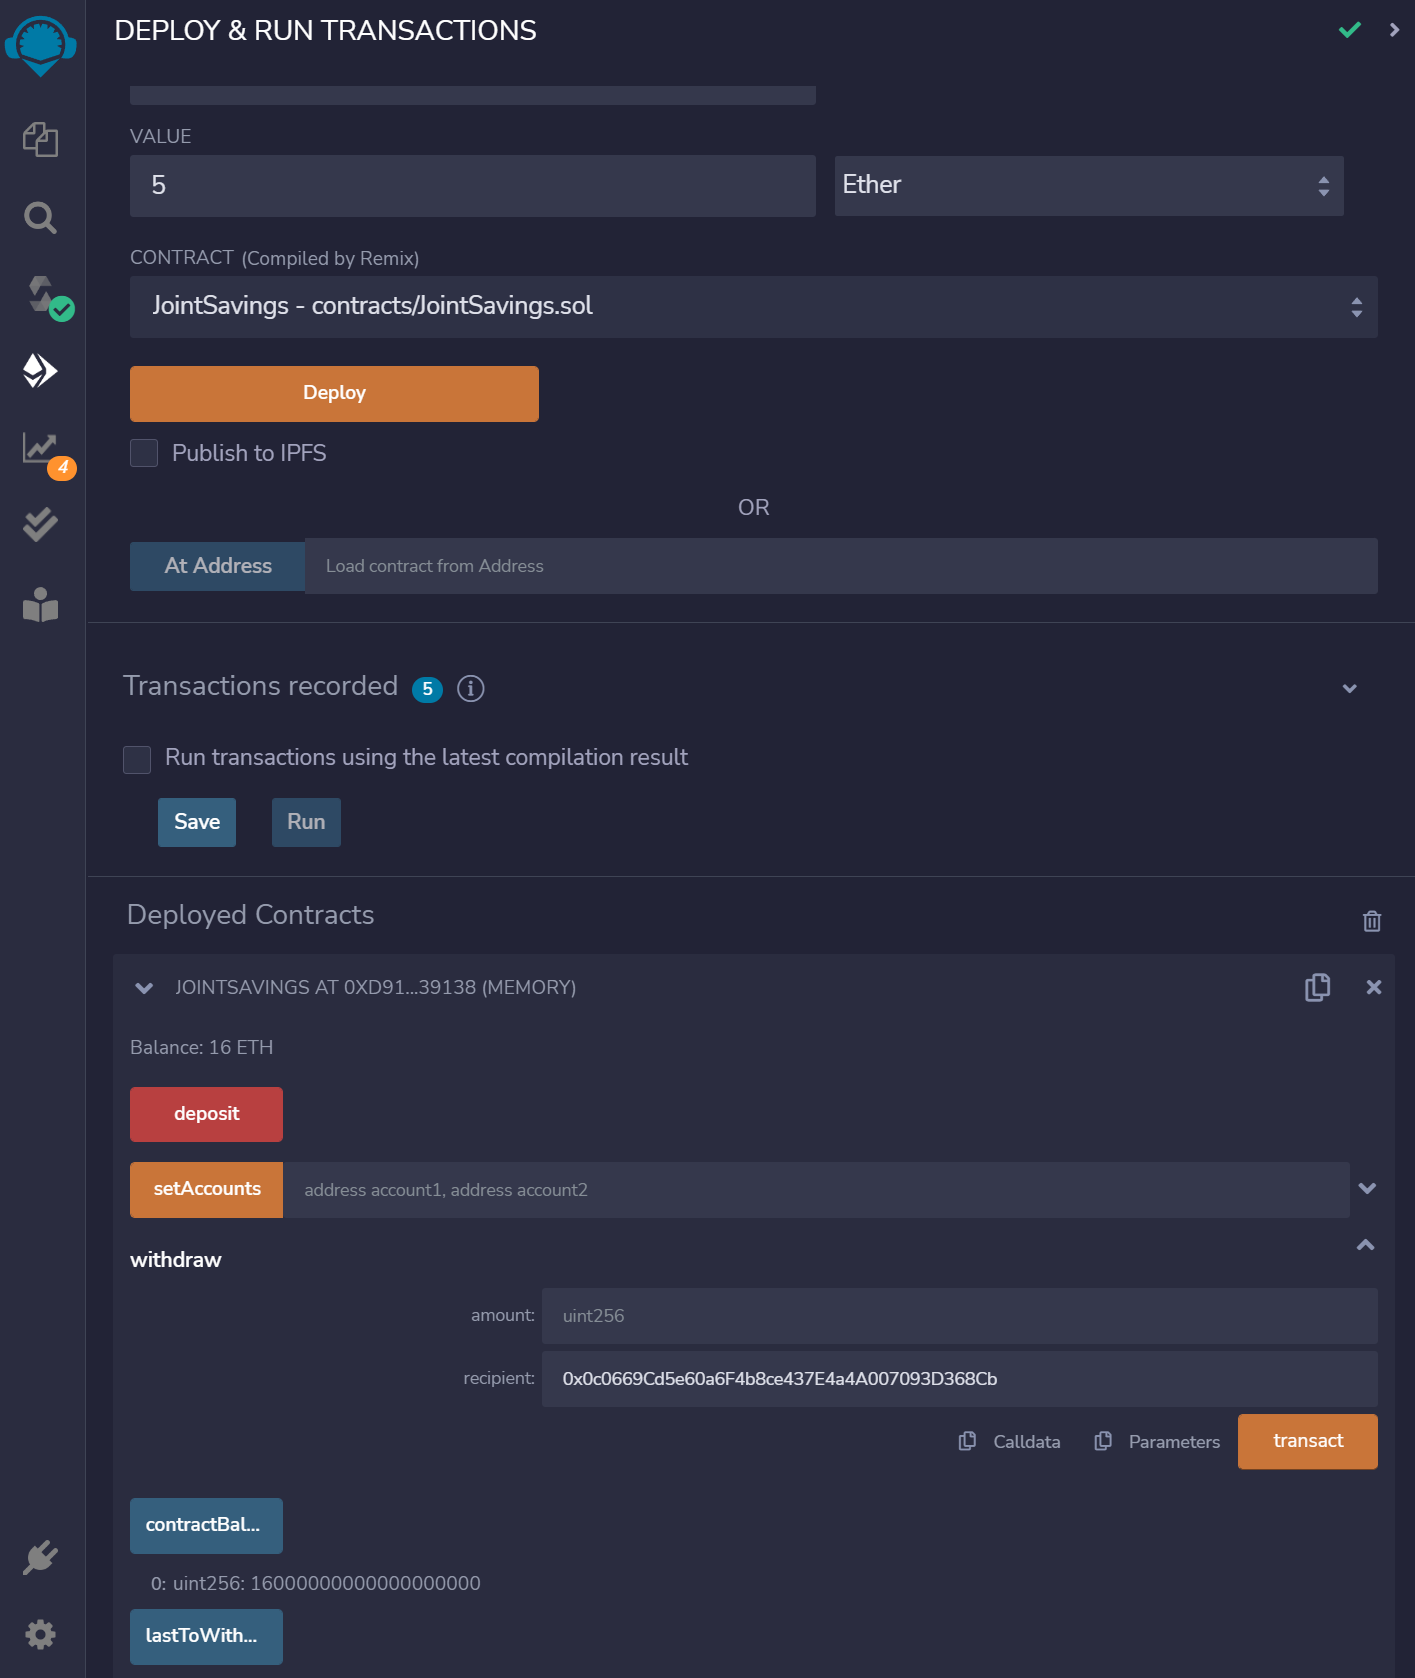 DEPLOY & RUN TRANSACTIONS
VALUE
5
Ether
CONTRACT (Compiled by Remix)
JointSavings - contracts/JointSavings.sol
Deploy
Publish to IPFS
4
OR
At Address
Load contract from Address
Transactions recorded 5 i
Run transactions using the latest compilation result
Save
Run
Deployed Contracts
JOINTSAVINGS AT 0XD91...39138 (MEMORY)
Balance: 16 ETH
deposit
setAccounts
address account1, address account2
withdraw
amount:
uint256
recipient:
0x0c0669Cd5e60a6F4b8ce437E4a4A007093D368Cb
Calldata
Parameters
transact
contractBal...
0: uint256: 16000000000000000000
lastToWith...